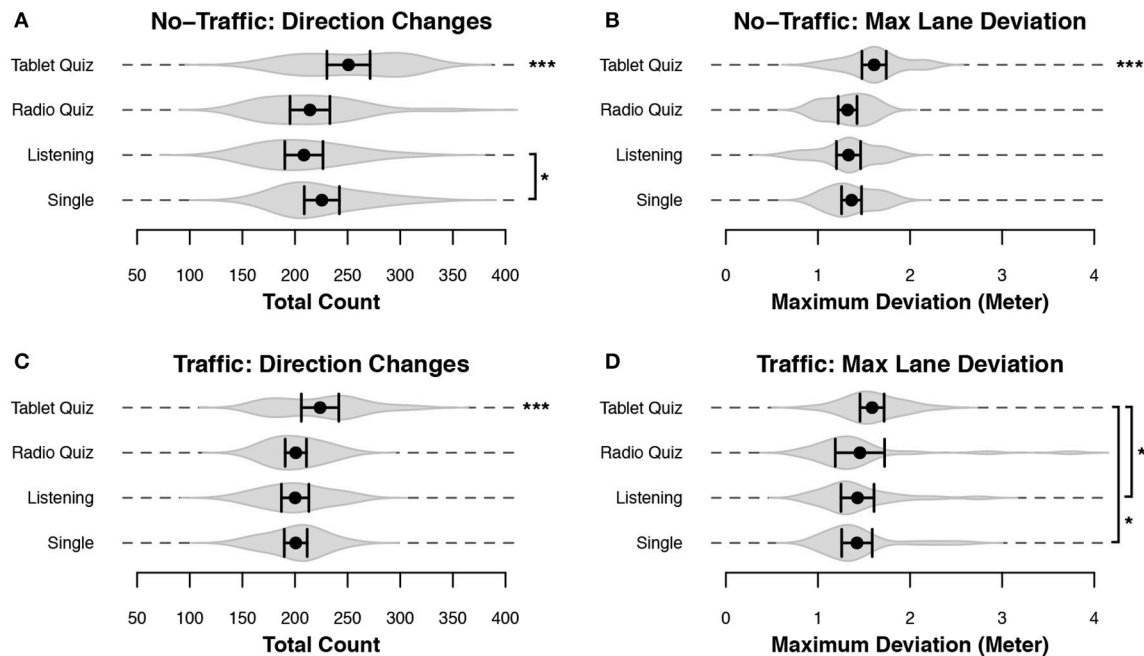 A No−Traffic: Direction Changes
Tablet Quiz ***
Radio Quiz
Listening
*
Single
50 100 150 200 250 300 350 400
Total Count
B No−Traffic: Max Lane Deviation
Tablet Quiz ***
Radio Quiz
Listening
Single
0 1 2 3 4
Maximum Deviation (Meter)
C Traffic: Direction Changes
Tablet Quiz ***
Radio Quiz
Listening
Single
50 100 150 200 250 300 350 400
Total Count
D Traffic: Max Lane Deviation
Tablet Quiz
Radio Quiz *
Listening
*
Single
0 1 2 3 4
Maximum Deviation (Meter)